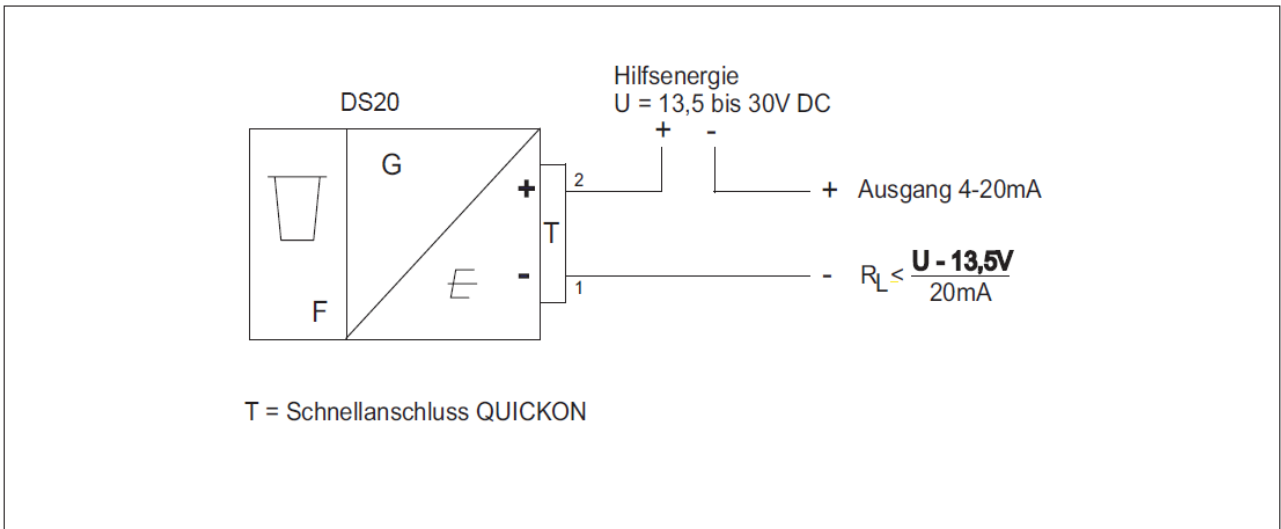 Hilfsenergie
U = 13,5 bis 30V DC
+ -
DS20
G
+
2
+ Ausgang 4-20mA
T
-
1
- RL ≤ U - 13,5V
20mA
E
F
T = Schnellanschluss QUICKON